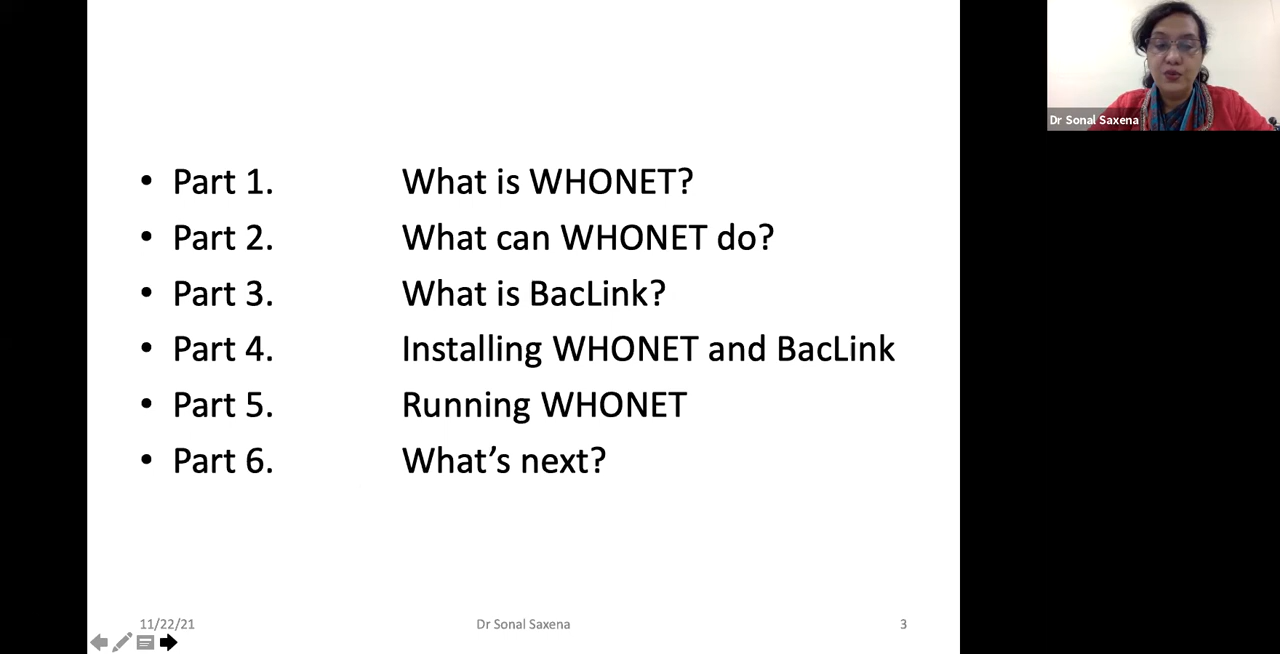 Dr Sonal Saxena
• Part 1. What is WHONET?
• Part 2. What can WHONET do?
• Part 3. What is BacLink?
• Part 4. Installing WHONET and BacLink
• Part 5. Running WHONET
• Part 6. What’s next?
11/22/21 Dr Sonal Saxena 3